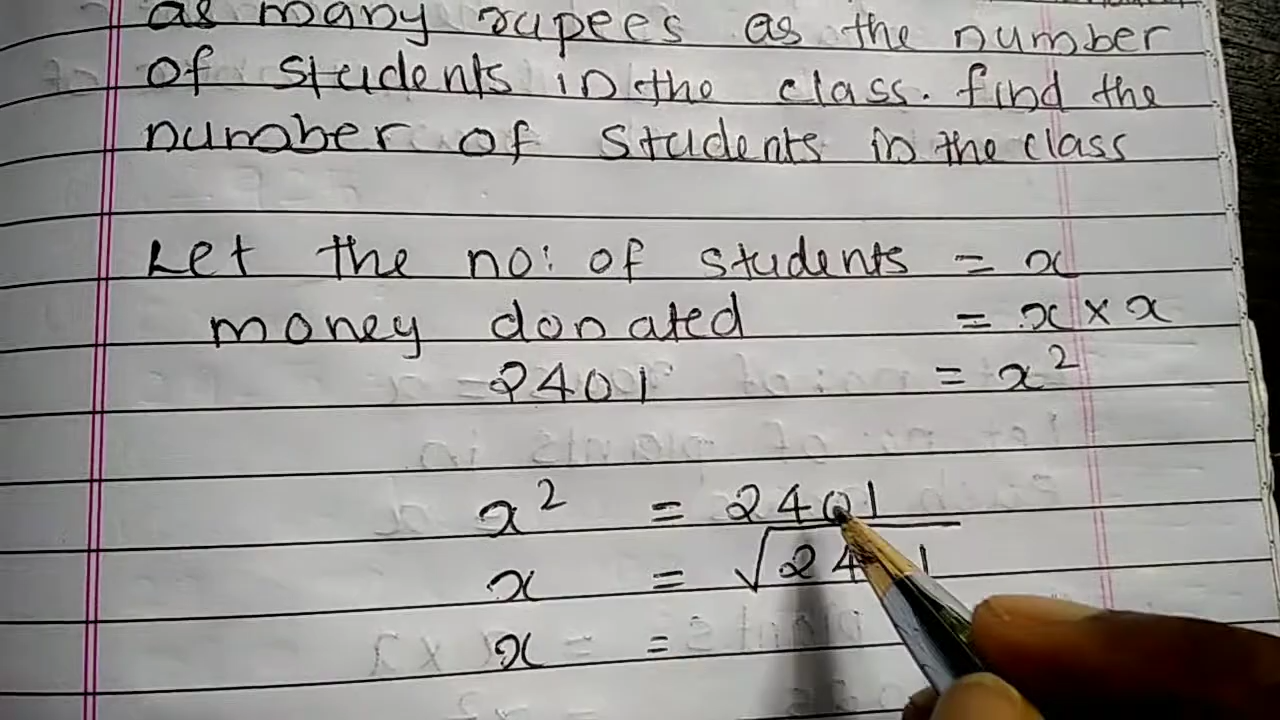 as many rupees as the number
of students in the class. find the
number of students in the class
Let the no: of students = x
money donated = x × x
2401 = x²
x² = 2401
x = √2401
x =